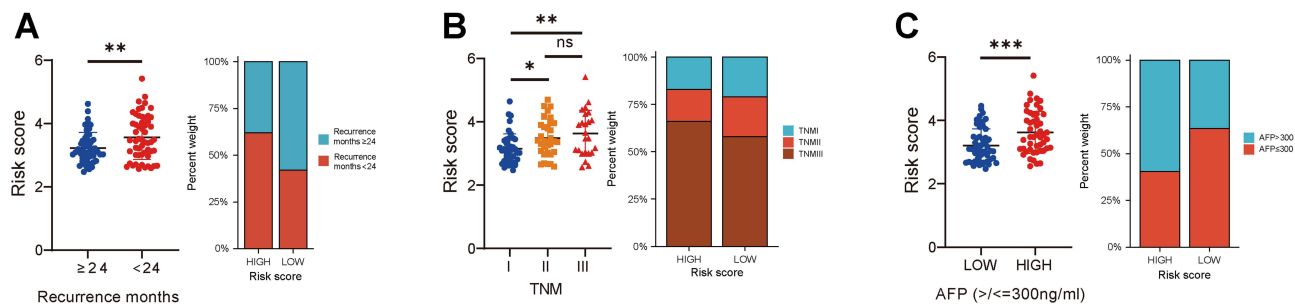 A
**
Risk score
6
4
2
0
≥24 <24
Recurrence months
Percent weight
100%
75%
50%
25%
0%
HIGH LOW
Risk score
Recurrence
months ≥24
Recurrence
months <24
B
**
ns
*
Risk score
6
4
2
0
I II III
TNM
Percent weight
100%
75%
50%
25%
0%
HIGH LOW
Risk score
TNMI
TNMII
TNMIII
C
***
Risk score
6
4
2
0
LOW HIGH
AFP (>/<=300ng/ml)
Percent weight
100%
75%
50%
25%
0%
HIGH LOW
Risk score
AFP>300
AFP≤300